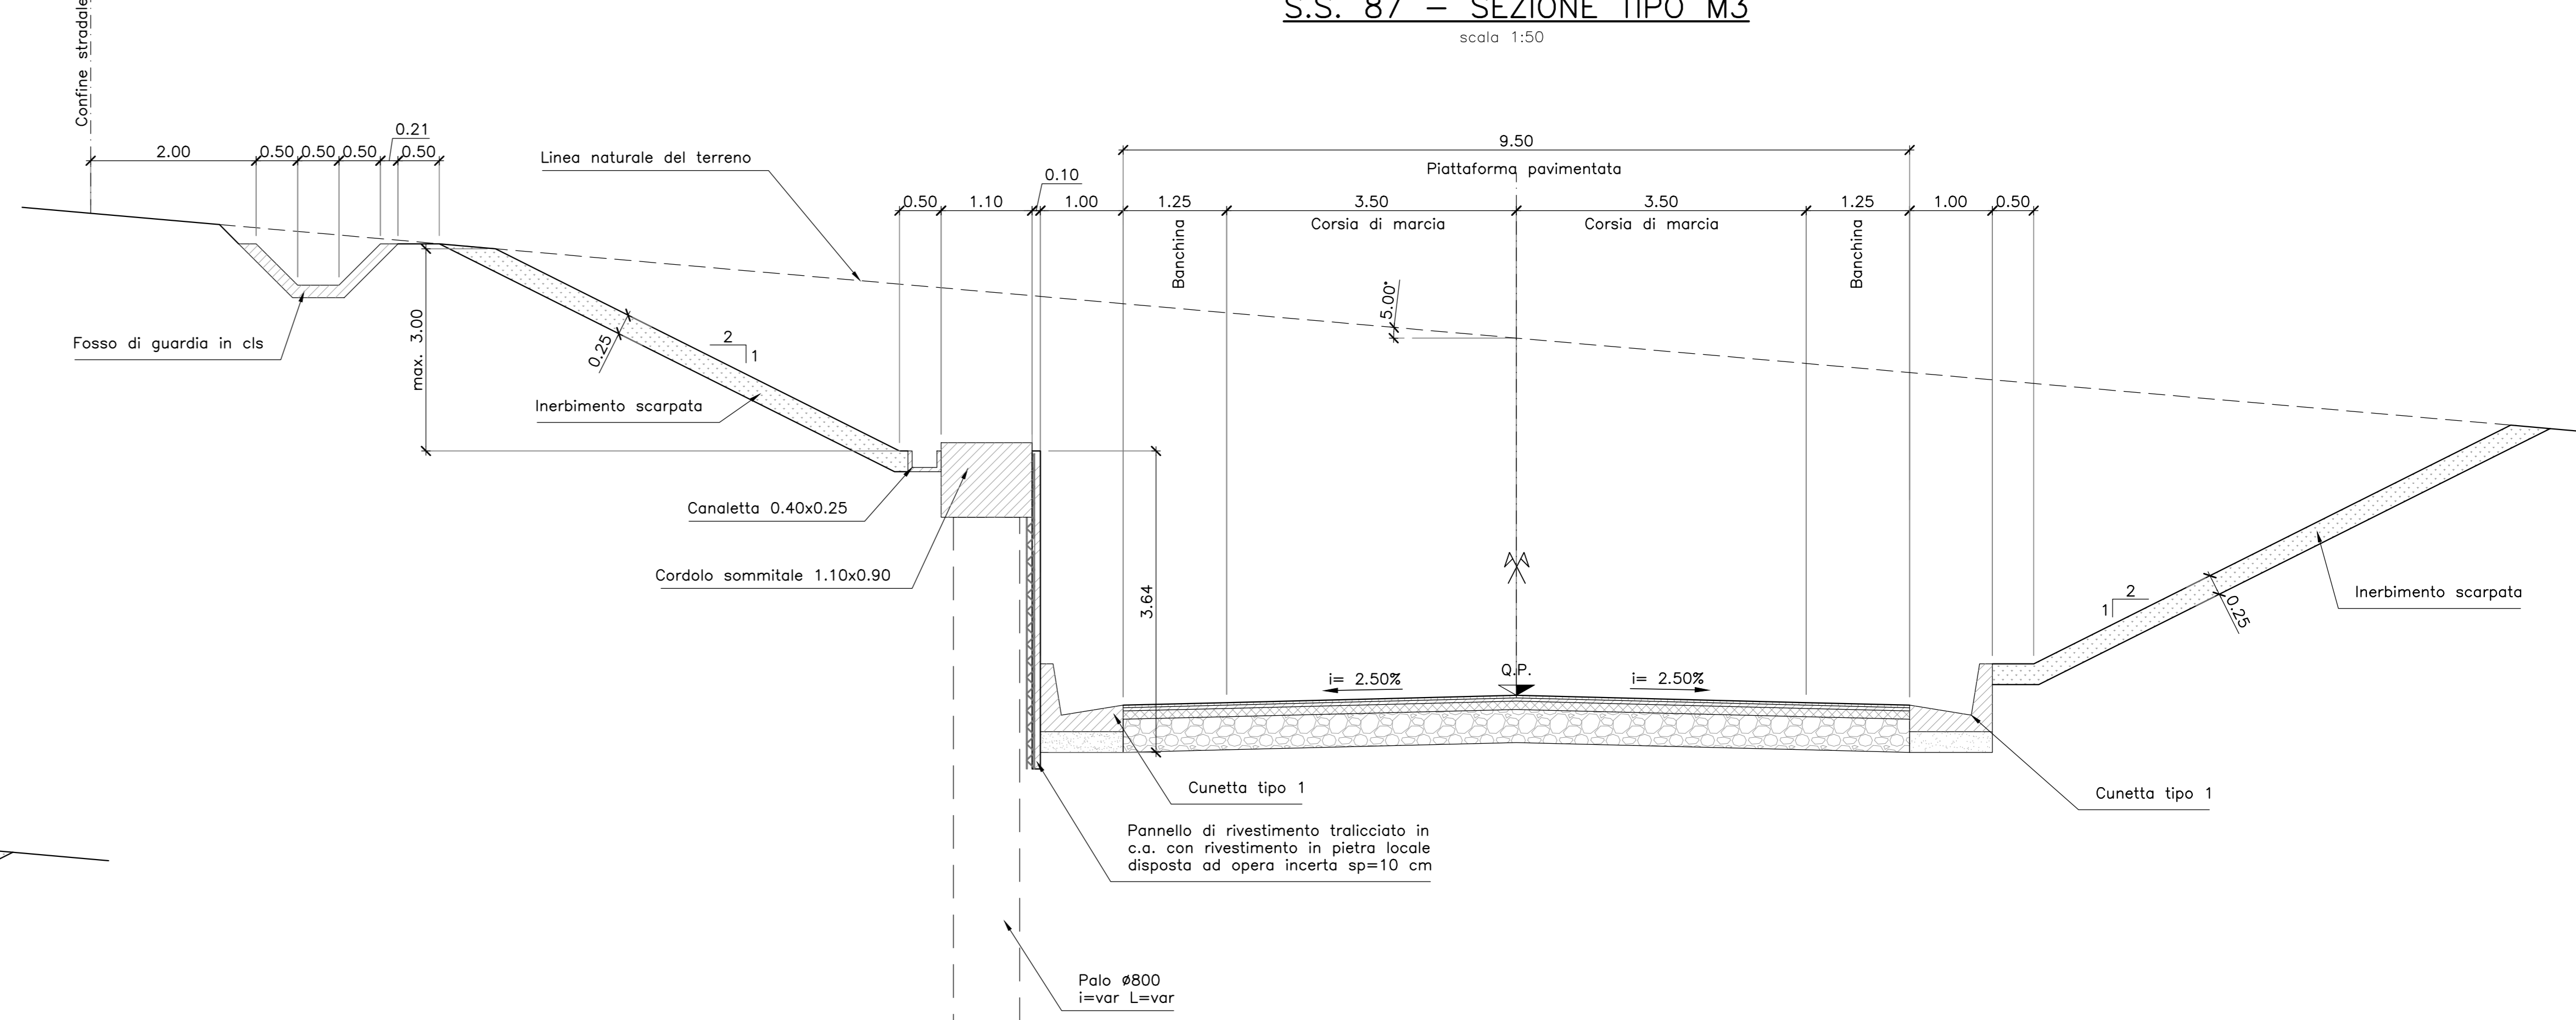 S.S. 87 – SEZIONE TIPO M3
scala 1:50
Confine stradale
2.00
0.50
0.50
0.50
0.21
0.50
Linea naturale del terreno
9.50
Piattaforma pavimentata
0.50
1.10
0.10
1.00
1.25
3.50
3.50
1.25
1.00
0.50
Banchina
Corsia di marcia
Corsia di marcia
Banchina
5.00°
Fosso di guardia in cls
max. 3.00
0.25
2
1
Inerbimento scarpata
Canaletta 0.40x0.25
Cordolo sommitale 1.10x0.90
3.64
i= 2.50%
Q.P.
i= 2.50%
1
2
0.25
Inerbimento scarpata
Cunetta tipo 1
Cunetta tipo 1
Pannello di rivestimento tralicciato in
c.a. con rivestimento in pietra locale
disposta ad opera incerta sp=10 cm
Palo ø800
i=var L=var